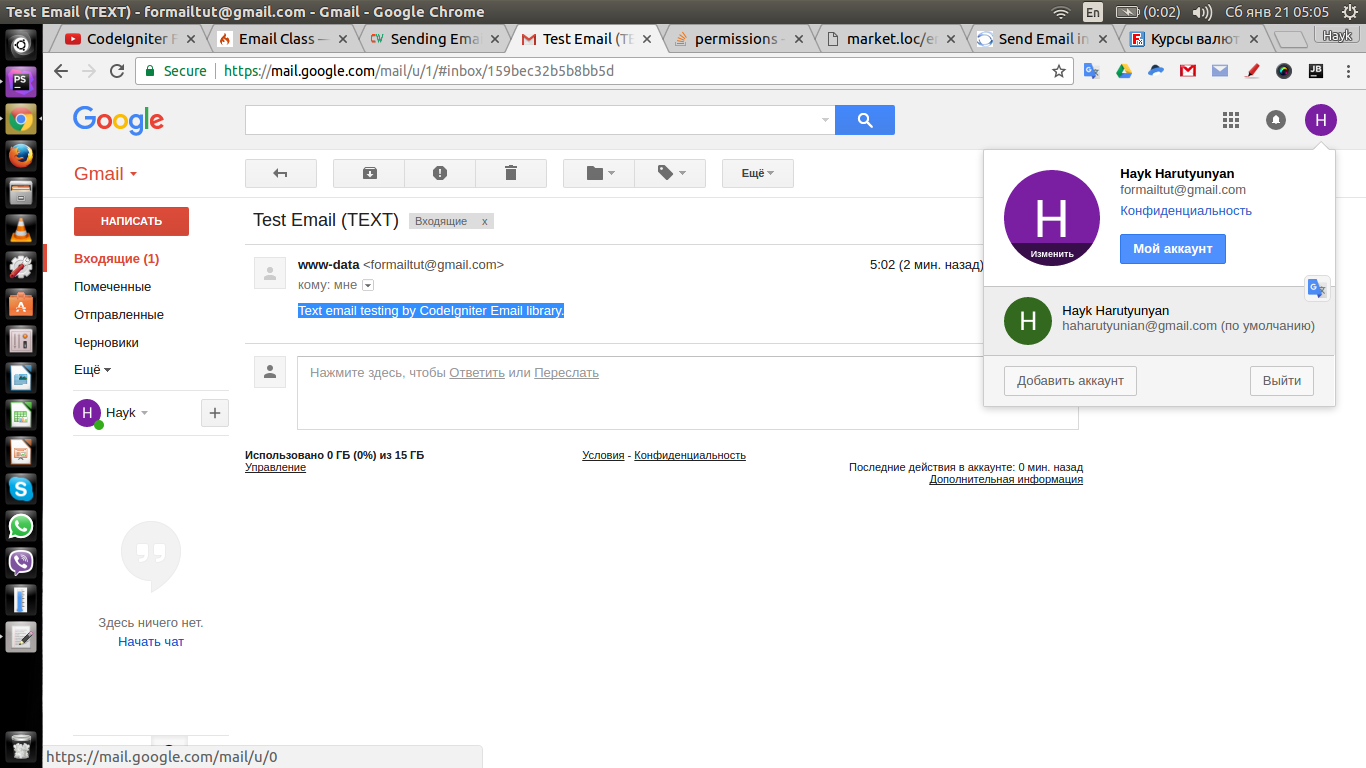 Test Email (TEXT) - formailtut@gmail.com - Gmail - Google Chrome
En
(0:02)
Сб янв 21 05:05
CodeIgniter F
Email Class —
Sending Emai
Test Email (TE
permissions -
market.loc/en
Send Email in
Курсы валют
Hayk
Secure
https://mail.google.com/mail/u/1/#inbox/159bec32b5b8bb5d
Google
H
Gmail
Ещё
НАПИСАТЬ
Входящие (1)
Помеченные
Отправленные
Черновики
Ещё
H
Hayk
Здесь ничего нет.
Начать чат
Test Email (TEXT)
Входящие x
www-data <formailtut@gmail.com>
5:02 (2 мин. назад)
кому: мне
Text email testing by CodeIgniter Email library.
Нажмите здесь, чтобы Ответить или Переслать
Использовано 0 ГБ (0%) из 15 ГБ
Управление
Условия - Конфиденциальность
Последние действия в аккаунте: 0 мин. назад
Дополнительная информация
H
Изменить
Hayk Harutyunyan
formailtut@gmail.com
Конфиденциальность
Мой аккаунт
H
Hayk Harutyunyan
haharutyunian@gmail.com (по умолчанию)
Добавить аккаунт
Выйти
PS
JB
https://mail.google.com/mail/u/0